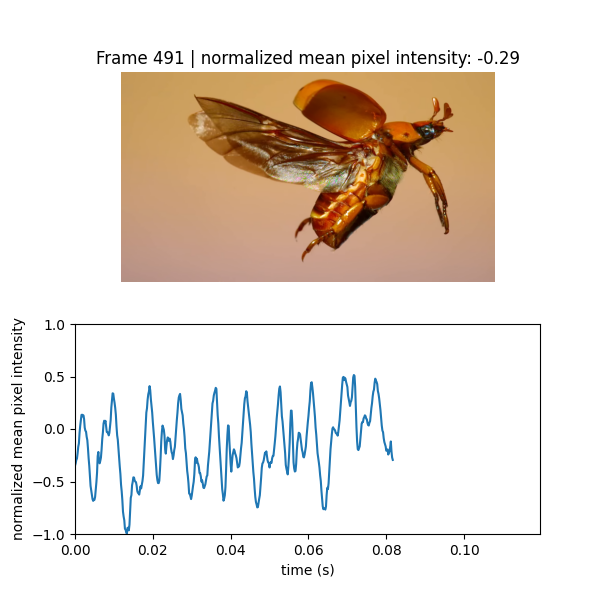 Frame 491 | normalized mean pixel intensity: -0.29
normalized mean pixel intensity
1.0
0.5
0.0
−0.5
−1.0
0.00 0.02 0.04 0.06 0.08 0.10
time (s)